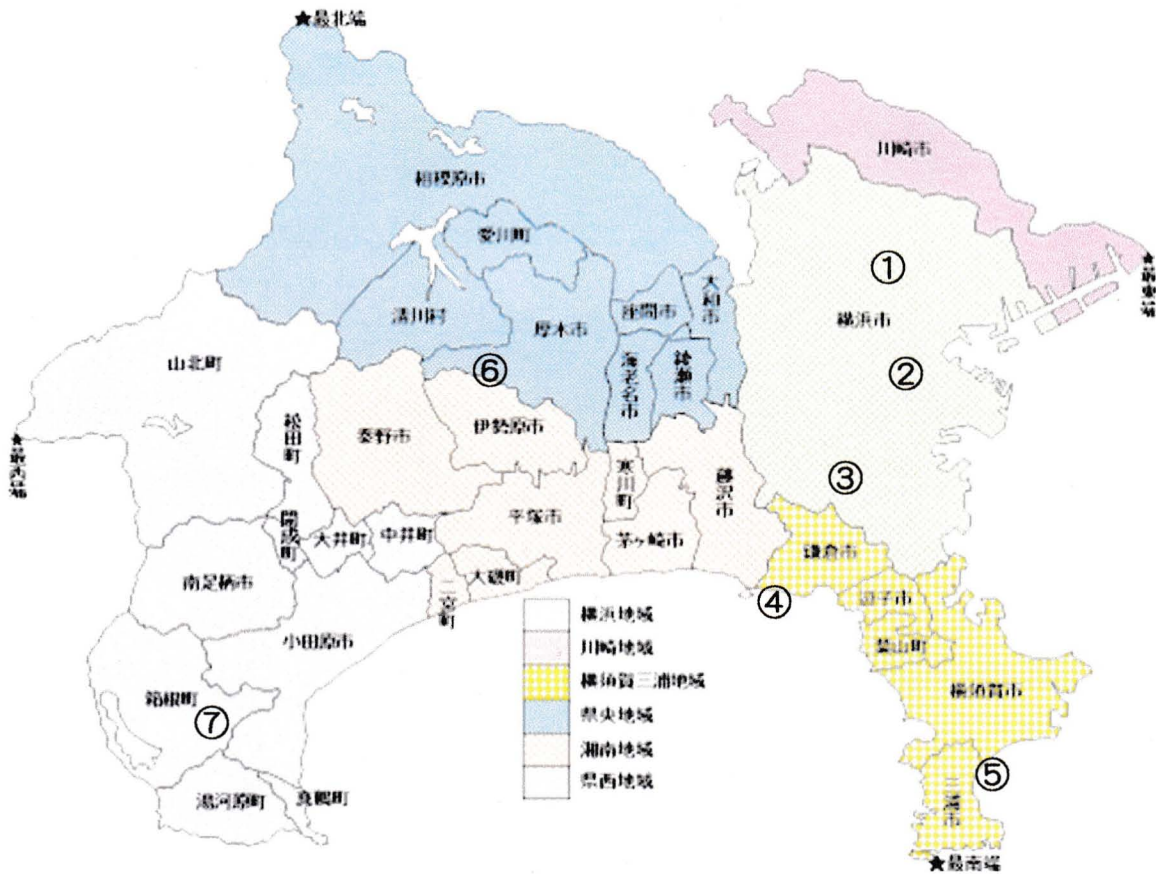 ★最北端
川崎市
相模原市
愛川町
①
★最東端
大和市
座間市
清川村
厚木市
横浜市
海老名市
綾瀬市
山北町
⑥
②
松田町
秦野市
伊勢原市
★最西端
寒川町
藤沢市
③
開成町
大井町
中井町
平塚市
茅ヶ崎市
鎌倉市
南足柄市
大磯町
二宮町
④
逗子市
葉山町
小田原市
横浜地域
川崎地域
横須賀三浦地域
県央地域
湘南地域
県西地域
横須賀市
箱根町
⑦
⑤
湯河原町
真鶴町
三浦市
★最南端